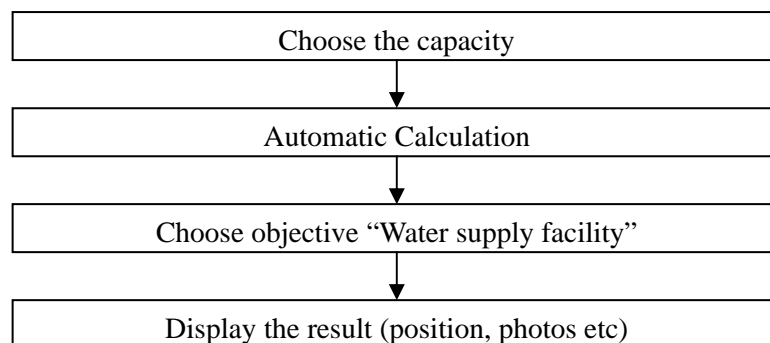 Choose the capacity
Automatic Calculation
Choose objective “Water supply facility”
Display the result (position, photos etc)